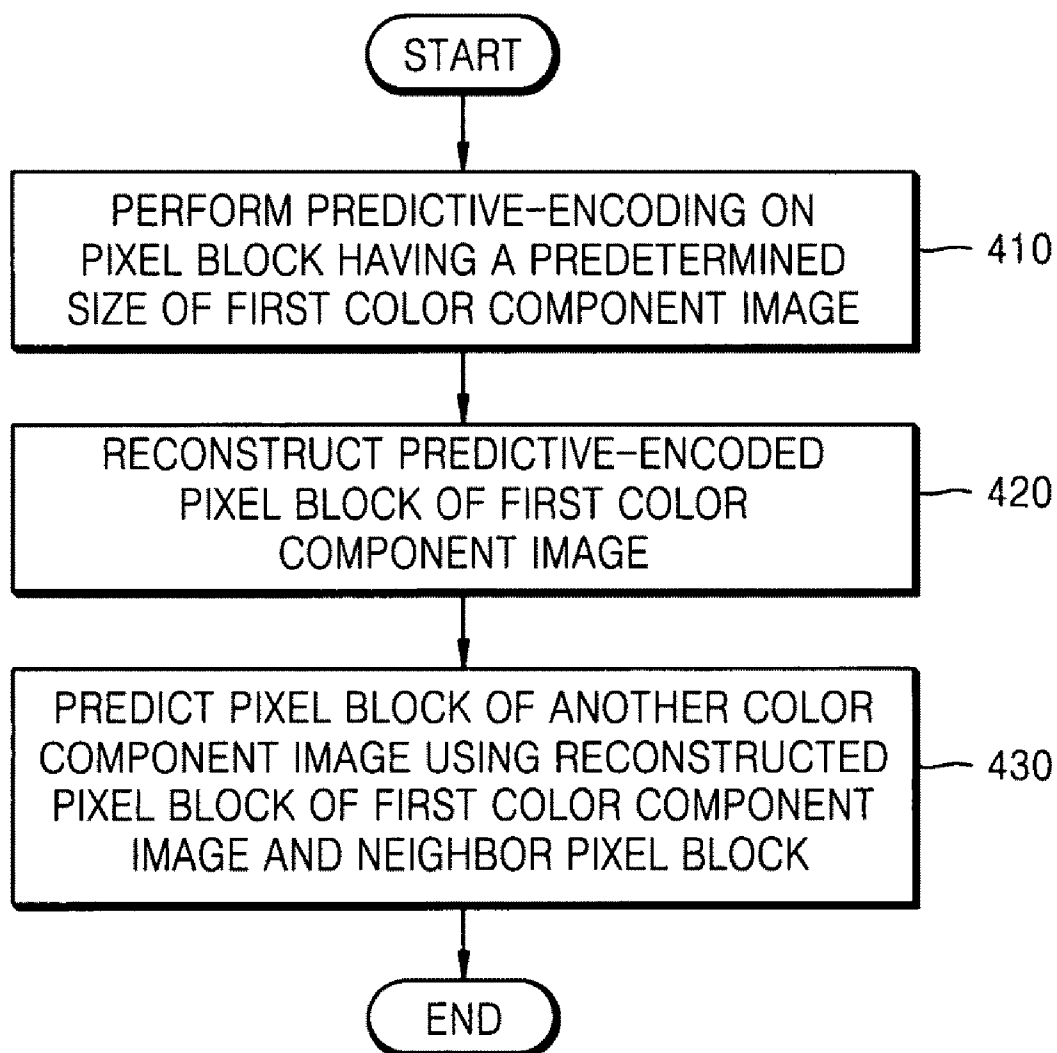 START
PERFORM PREDICTIVE-ENCODING ON
PIXEL BLOCK HAVING A PREDETERMINED
SIZE OF FIRST COLOR COMPONENT IMAGE
410
RECONSTRUCT PREDICTIVE-ENCODED
PIXEL BLOCK OF FIRST COLOR
COMPONENT IMAGE
420
PREDICT PIXEL BLOCK OF ANOTHER COLOR
COMPONENT IMAGE USING RECONSTRUCTED
PIXEL BLOCK OF FIRST COLOR COMPONENT
IMAGE AND NEIGHBOR PIXEL BLOCK
430
END